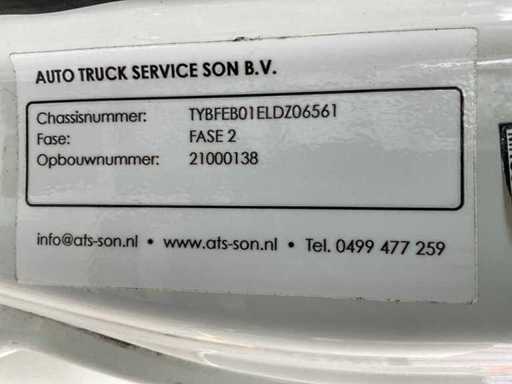 AUTO TRUCK SERVICE SON B.V.
Chassisnummer: TYBFEB01ELDZ06561
Fase: FASE 2
Opbouwnummer: 21000138
info@ats-son.nl • www.ats-son.nl • Tel. 0499 477 259